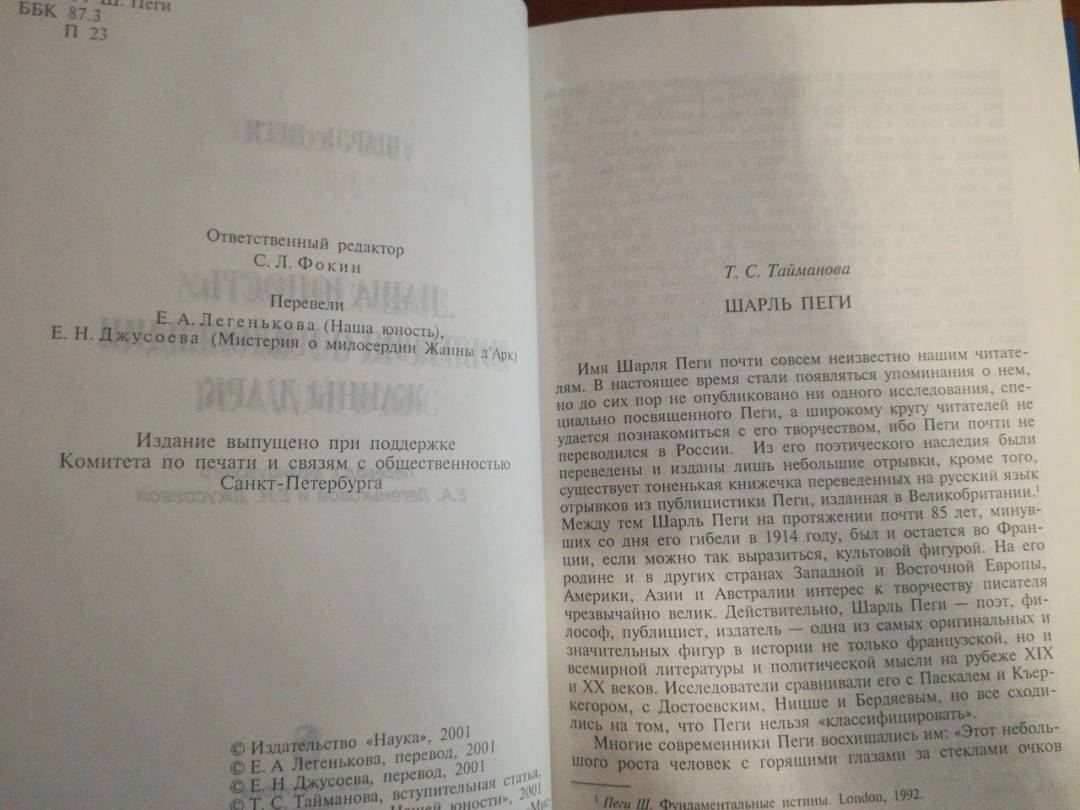 Ш. Пеги
ББК 87.3
П 23
Ответственный редактор
С. Л. Фокин
Перевели
Е. А. Легенькова (Наша юность),
Е. Н. Джусоева (Мистерия о милосердии Жанны д'Арк)
Издание выпущено при поддержке
Комитета по печати и связям с общественностью
Санкт-Петербурга
© Издательство «Наука», 2001
© Е. А. Легенькова, перевод, 2001
© Е. Н Джусоева, перевод, 2001
© Т. С. Тайманова, вступительная статья,
Нашей юности», 2001
«Мис-
Т. С. Тайманова
ШАРЛЬ ПЕГИ
Имя Шарля Пеги почти совсем неизвестно нашим читате-
лям. В настоящее время стали появляться упоминания о нем,
но до сих пор не опубликовано ни одного исследования, спе-
циально посвященного Пеги, а широкому кругу читателей не
удается познакомиться с его творчеством, ибо Пеги почти не
переводился в России. Из его поэтического наследия были
переведены и изданы лишь небольшие отрывки, кроме того,
существует тоненькая книжечка переведенных на русский язык
отрывков из публицистики Пеги, изданная в Великобритании.¹
Между тем Шарль Пеги на протяжении почти 85 лет, минув-
ших со дня его гибели в 1914 году, был и остается во Фран-
ции, если можно так выразиться, культовой фигурой. На его
родине и в других странах Западной и Восточной Европы,
Америки, Азии и Австралии интерес к творчеству писателя
чрезвычайно велик. Действительно, Шарль Пеги — поэт, фи-
лософ, публицист, издатель — одна из самых оригинальных и
значительных фигур в истории не только французской, но и
всемирной литературы и политической мысли на рубеже XIX
и XX веков. Исследователи сравнивали его с Паскалем и Кьер-
кегором, с Достоевским, Ницше и Бердяевым, но все сходи-
лись на том, что Пеги нельзя «классифицировать».
Многие современники Пеги восхищались им: «Этот неболь-
шого роста человек с горящими глазами за стеклами очков
¹ Пеги Ш. Фундаментальные истины. London, 1992.